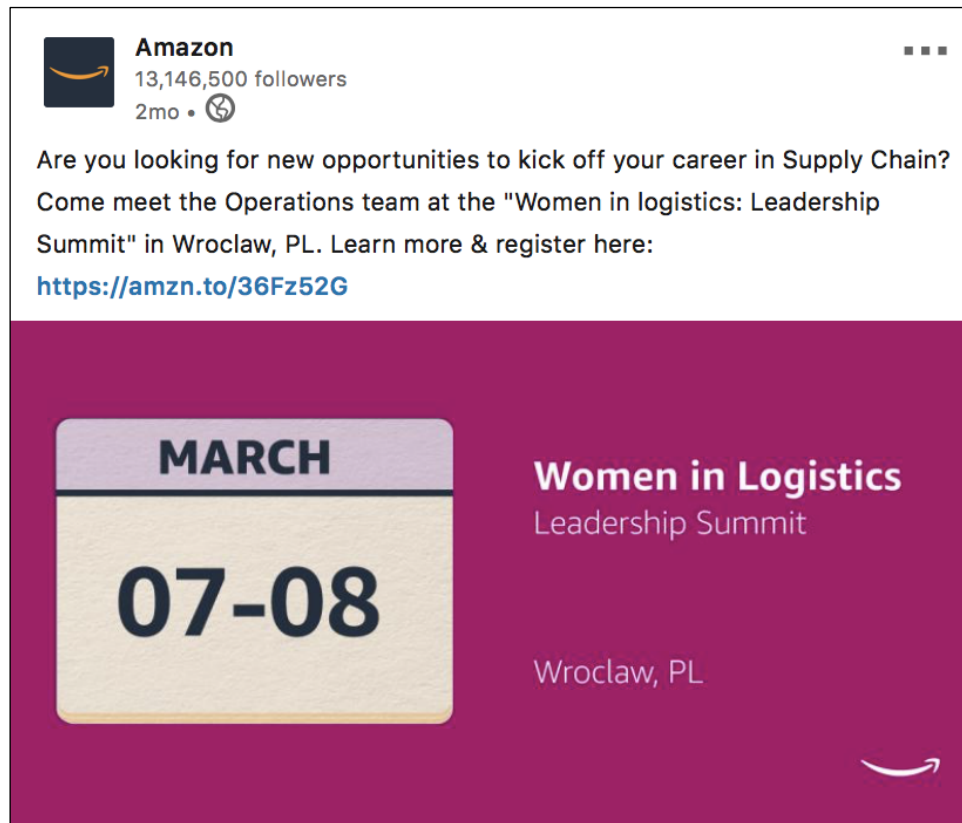 Amazon
13,146,500 followers
2mo •
Are you looking for new opportunities to kick off your career in Supply Chain?
Come meet the Operations team at the "Women in logistics: Leadership
Summit" in Wroclaw, PL. Learn more & register here:
https://amzn.to/36Fz52G
MARCH
07-08
Women in Logistics
Leadership Summit
Wroclaw, PL